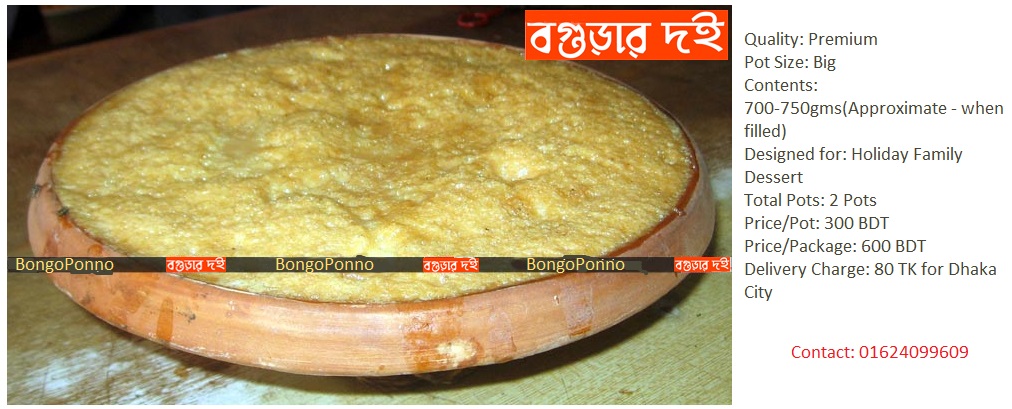 বগুড়ার দই
Quality: Premium
Pot Size: Big
Contents:
700-750gms(Approximate - when
filled)
Designed for: Holiday Family
Dessert
Total Pots: 2 Pots
Price/Pot: 300 BDT
Price/Package: 600 BDT
Delivery Charge: 80 TK for Dhaka
City
BongoPonno বগুড়ার দই BongoPonno বগুড়ার দই BongoPonno বগুড়ার দই
Contact: 01624099609